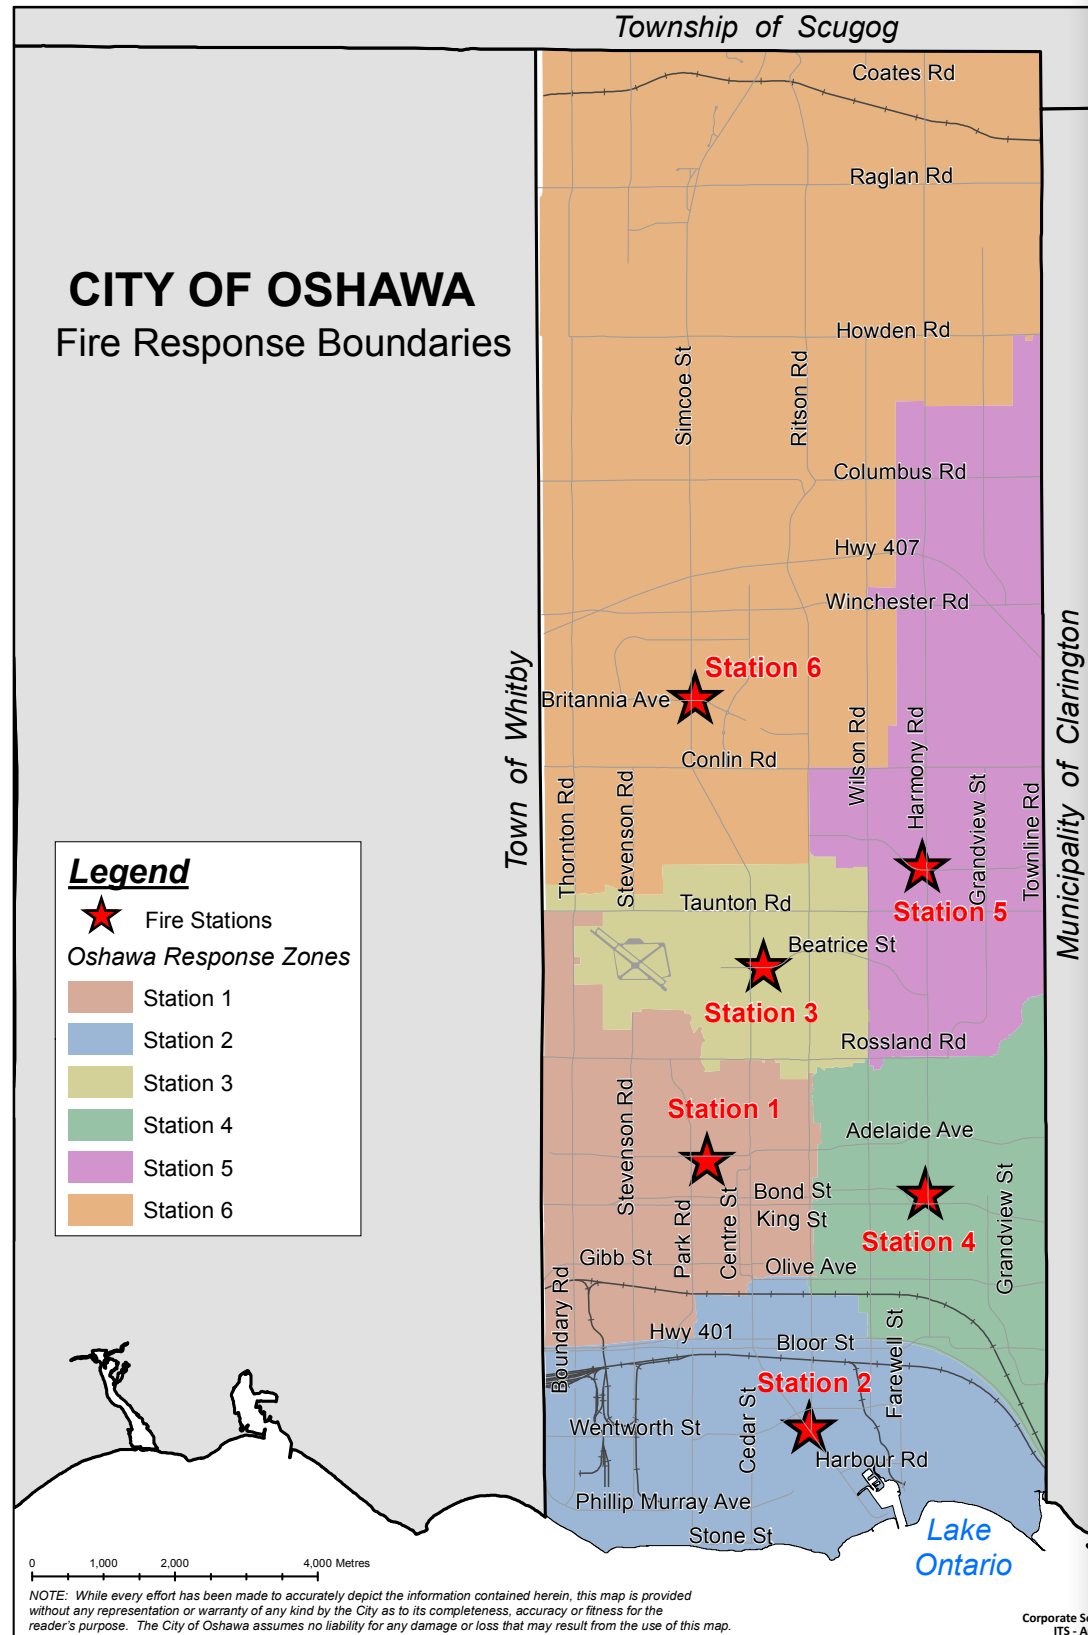 Township of Scugog
Coates Rd
Raglan Rd
CITY OF OSHAWA
Fire Response Boundaries
Howden Rd
Simcoe St
Ritson Rd
Columbus Rd
Hwy 407
Winchester Rd
Town of Whitby
Municipality of Clarington
Station 6
Britannia Ave
Conlin Rd
Wilson Rd
Harmony Rd
Thornton Rd
Stevenson Rd
Grandview St
Townline Rd
Taunton Rd
Station 5
Beatrice St
Station 3
Rossland Rd
Legend
Fire Stations
Oshawa Response Zones
Station 1
Station 2
Station 3
Station 4
Station 5
Station 6
Stevenson Rd
Station 1
Adelaide Ave
Bond St
King St
Park Rd
Centre St
Station 4
Grandview St
Gibb St
Olive Ave
Boundary Rd
Hwy 401
Bloor St
Farewell St
Station 2
Cedar St
Wentworth St
Harbour Rd
Phillip Murray Ave
Stone St
Lake
Ontario
0 1,000 2,000 4,000 Metres
NOTE: While every effort has been made to accurately depict the information contained herein, this map is provided
without any representation or warranty of any kind by the City as to its completeness, accuracy or fitness for the
reader's purpose. The City of Oshawa assumes no liability for any damage or loss that may result from the use of this map.
Corporate Se
ITS - A